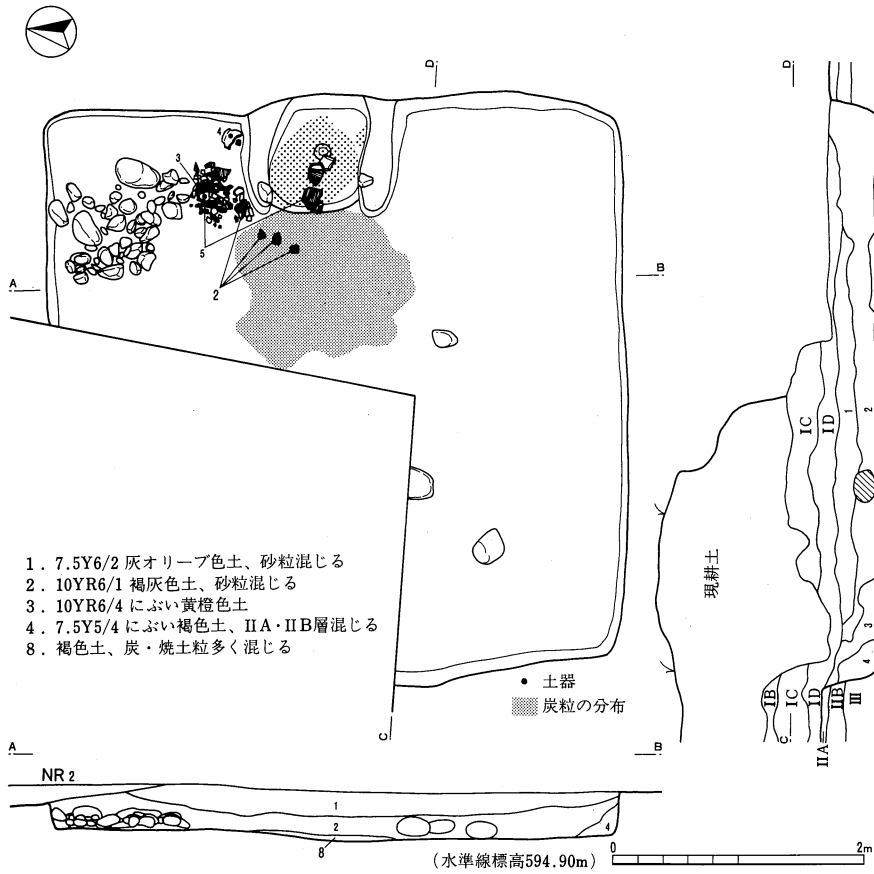 D
D
4
3
5
2
A
B
IC
ID
1
2
現耕土
3
4
1. 7.5Y6/2 灰オリーブ色土、砂粒混じる
2. 10YR6/1 褐灰色土、砂粒混じる
3. 10YR6/4 にぶい黄橙色土
4. 7.5Y5/4 にぶい褐色土、IIA・IIB層混じる
8. 褐色土、炭・焼土粒多く混じる
• 土器
炭粒の分布
C
IB
IC
ID
IIB
III
C
IIA
A
B
NR2
1
2
4
8
(水準線標高594.90m)
0
2m